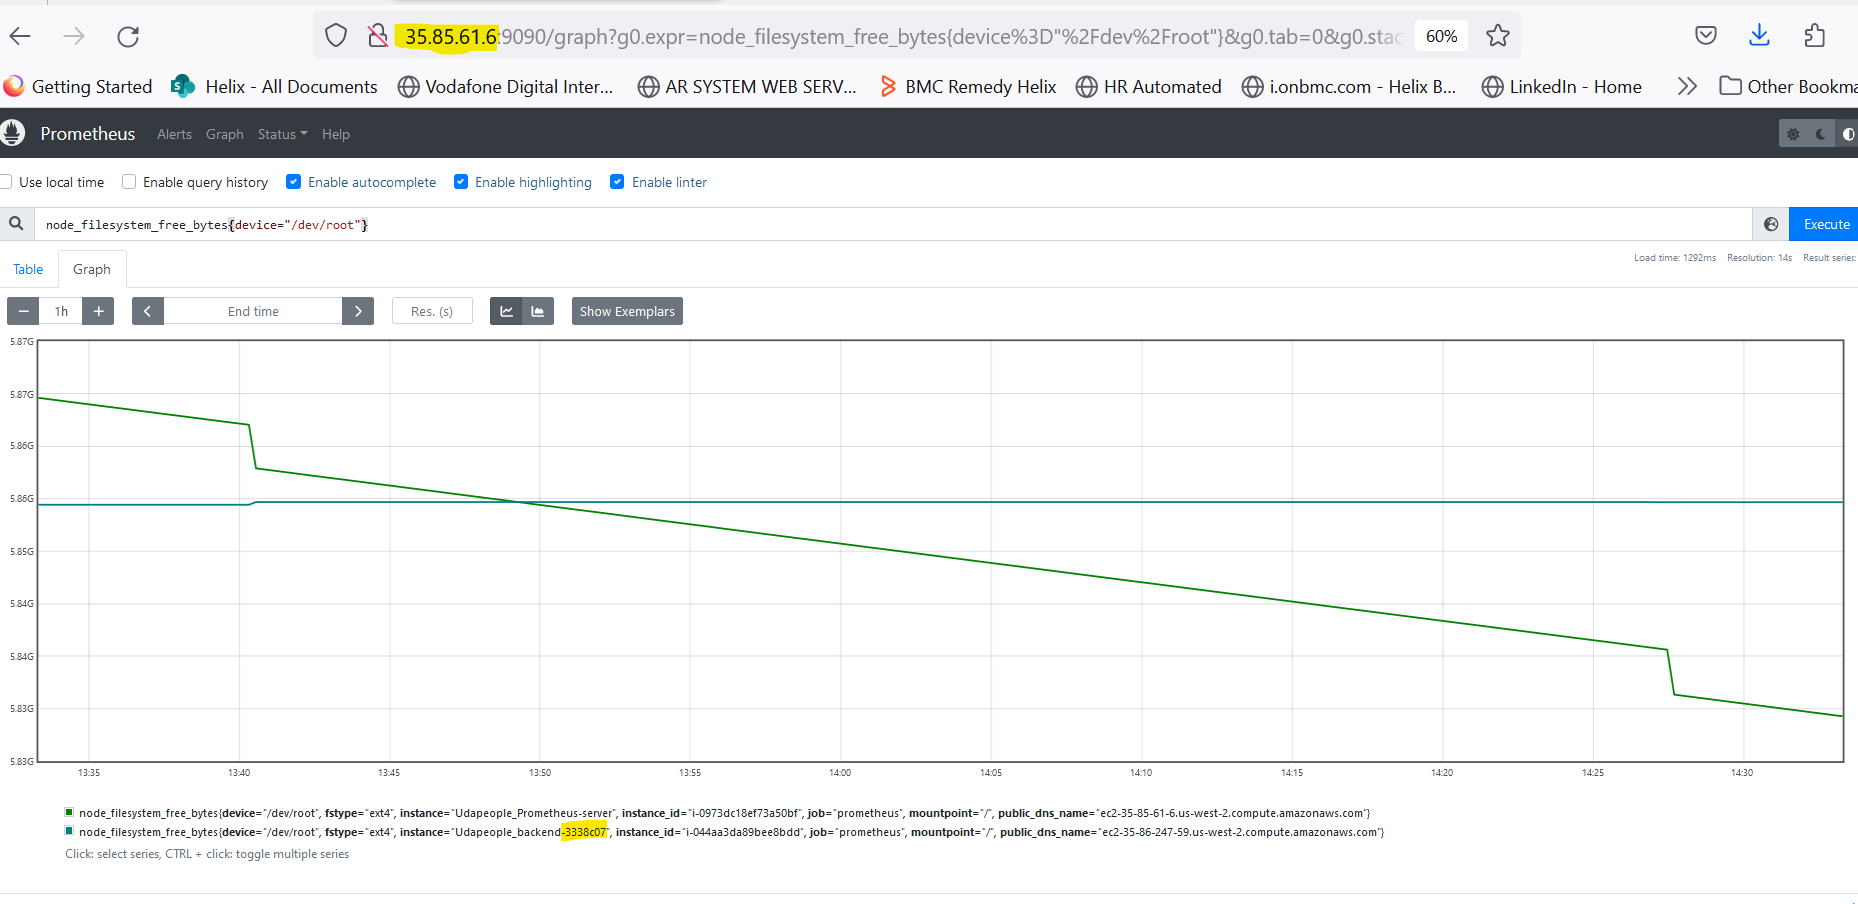 35.85.61.6:9090/graph?g0.expr=node_filesystem_free_bytes{device%3D"%2Fdev%2Froot"}&g0.tab=0&g0.stac
60%
Getting Started
Helix - All Documents
Vodafone Digital Inter...
AR SYSTEM WEB SERV...
BMC Remedy Helix
HR Automated
i.onbmc.com - Helix B...
LinkedIn - Home
Other Bookma
Prometheus
Alerts
Graph
Status
Help
Use local time
Enable query history
Enable autocomplete
Enable highlighting
Enable linter
node_filesystem_free_bytes{device="/dev/root"}
Execute
Table
Graph
Load time: 1292ms Resolution: 14s Result series:
− 1h +
End time
Res. (s)
Show Exemplars
5.87G
5.87G
5.86G
5.86G
5.85G
5.84G
5.84G
5.83G
5.83G
13:35 13:40 13:45 13:50 13:55 14:00 14:05 14:10 14:15 14:20 14:25 14:30
node_filesystem_free_bytes{device="/dev/root", fstype="ext4", instance="Udapeople_Prometheus-server", instance_id="i-0973dc18ef73a50bf", job="prometheus", mountpoint="/", public_dns_name="ec2-35-85-61-6.us-west-2.compute.amazonaws.com"}
node_filesystem_free_bytes{device="/dev/root", fstype="ext4", instance="Udapeople_backend-3338c07", instance_id="i-044aa3da89bee8bdd", job="prometheus", mountpoint="/", public_dns_name="ec2-35-86-247-59.us-west-2.compute.amazonaws.com"}
Click: select series, CTRL + click: toggle multiple series